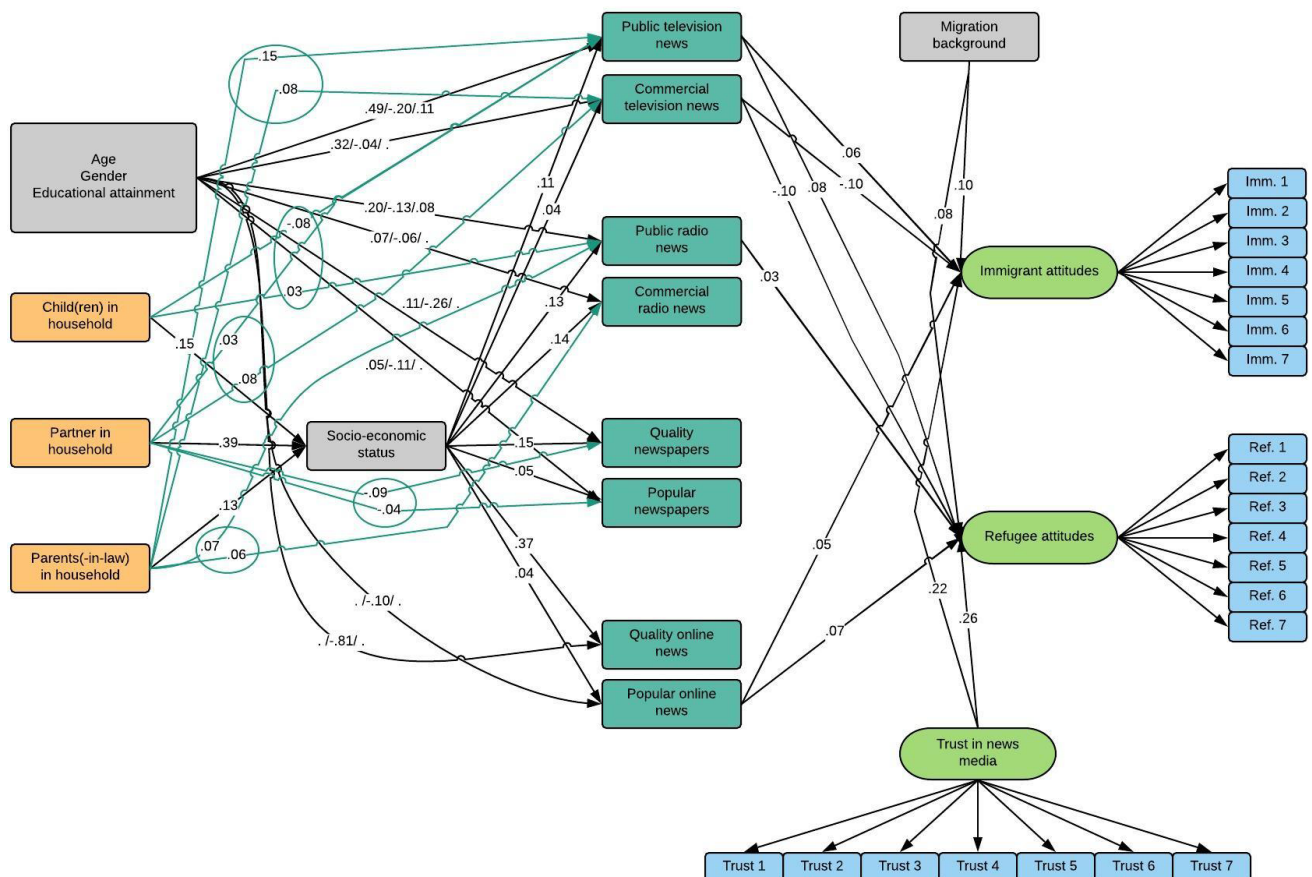 Public television
news
Migration
background
.15
.08
Commercial
television news
.49/-.20/.11
.32/-.04/ .
Age
Gender
Educational attainment
.06
-.10
-.10
.08
.10
.11
.04
.08
Imm. 1
Imm. 2
Imm. 3
Imm. 4
Imm. 5
Imm. 6
Imm. 7
.20/-.13/.08
.07/-.06/ .
-.08
.03
Public radio
news
Immigrant attitudes
.03
Child(ren) in
household
Commercial
radio news
.11/-.26/ .
.13
.14
.15
.03
-.08
.05/-.11/ .
Partner in
household
.39
Socio-economic
status
.15
.05
Quality
newspapers
Popular
newspapers
-.09
-.04
Ref. 1
Ref. 2
Ref. 3
Ref. 4
Ref. 5
Ref. 6
Ref. 7
Refugee attitudes
.13
Parents(-in-law)
in household
.07
.06
.37
.04
.05
.22
.26
.07
. /-.10/ .
. /-.81/ .
Quality online
news
Popular online
news
Trust in news
media
Trust 1
Trust 2
Trust 3
Trust 4
Trust 5
Trust 6
Trust 7